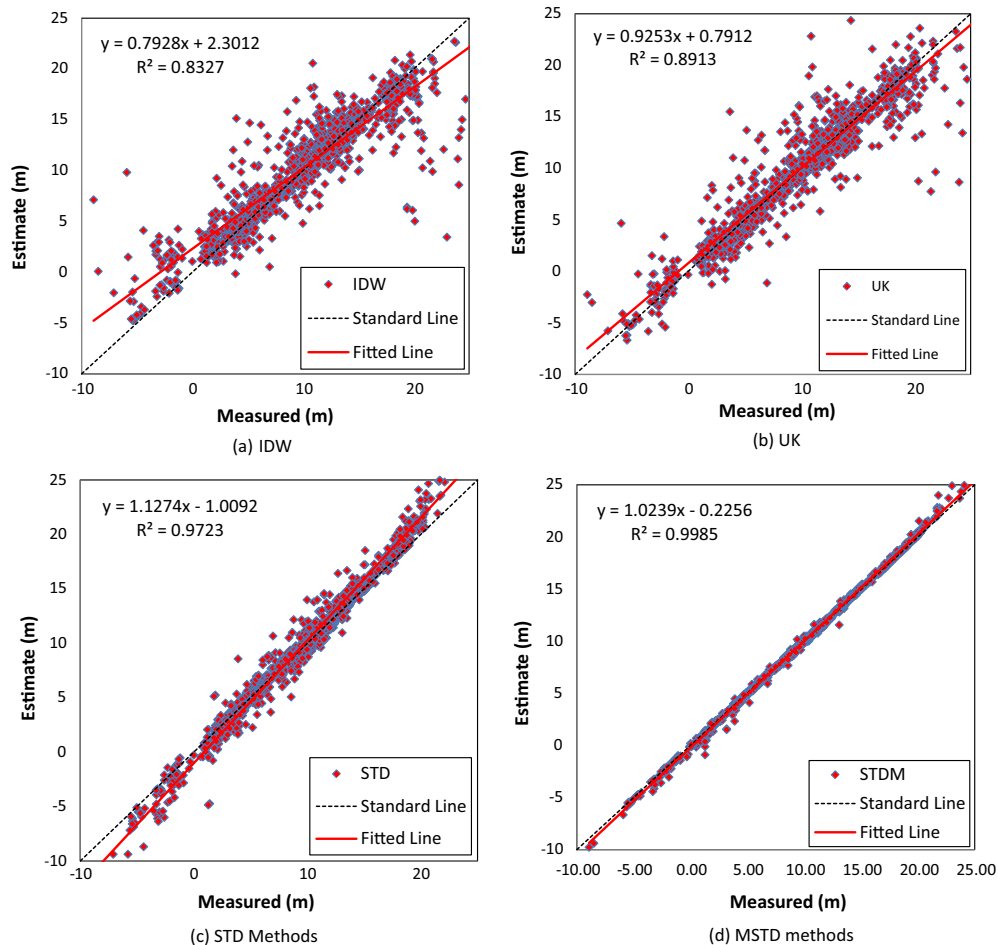 y = 0.7928x + 2.3012
R² = 0.8327
25
20
15
10
5
0
-5
-10
-10
0
10
20
Estimate (m)
Measured (m)
IDW
Standard Line
Fitted Line
(a) IDW
y = 0.9253x + 0.7912
R² = 0.8913
25
20
15
10
5
0
-5
-10
-10
0
10
20
Estimate (m)
Measured (m)
UK
Standard Line
Fitted Line
(b) UK
y = 1.1274x - 1.0092
R² = 0.9723
25
20
15
10
5
0
-5
-10
-10
0
10
20
Estimate (m)
Measured (m)
STD
Standard Line
Fitted Line
(c) STD Methods
y = 1.0239x - 0.2256
R² = 0.9985
25
20
15
10
5
0
-5
-10
-10.00
-5.00
0.00
5.00
10.00
15.00
20.00
25.00
Estimate (m)
Measured (m)
STDM
Standard Line
Fitted Line
(d) MSTD methods